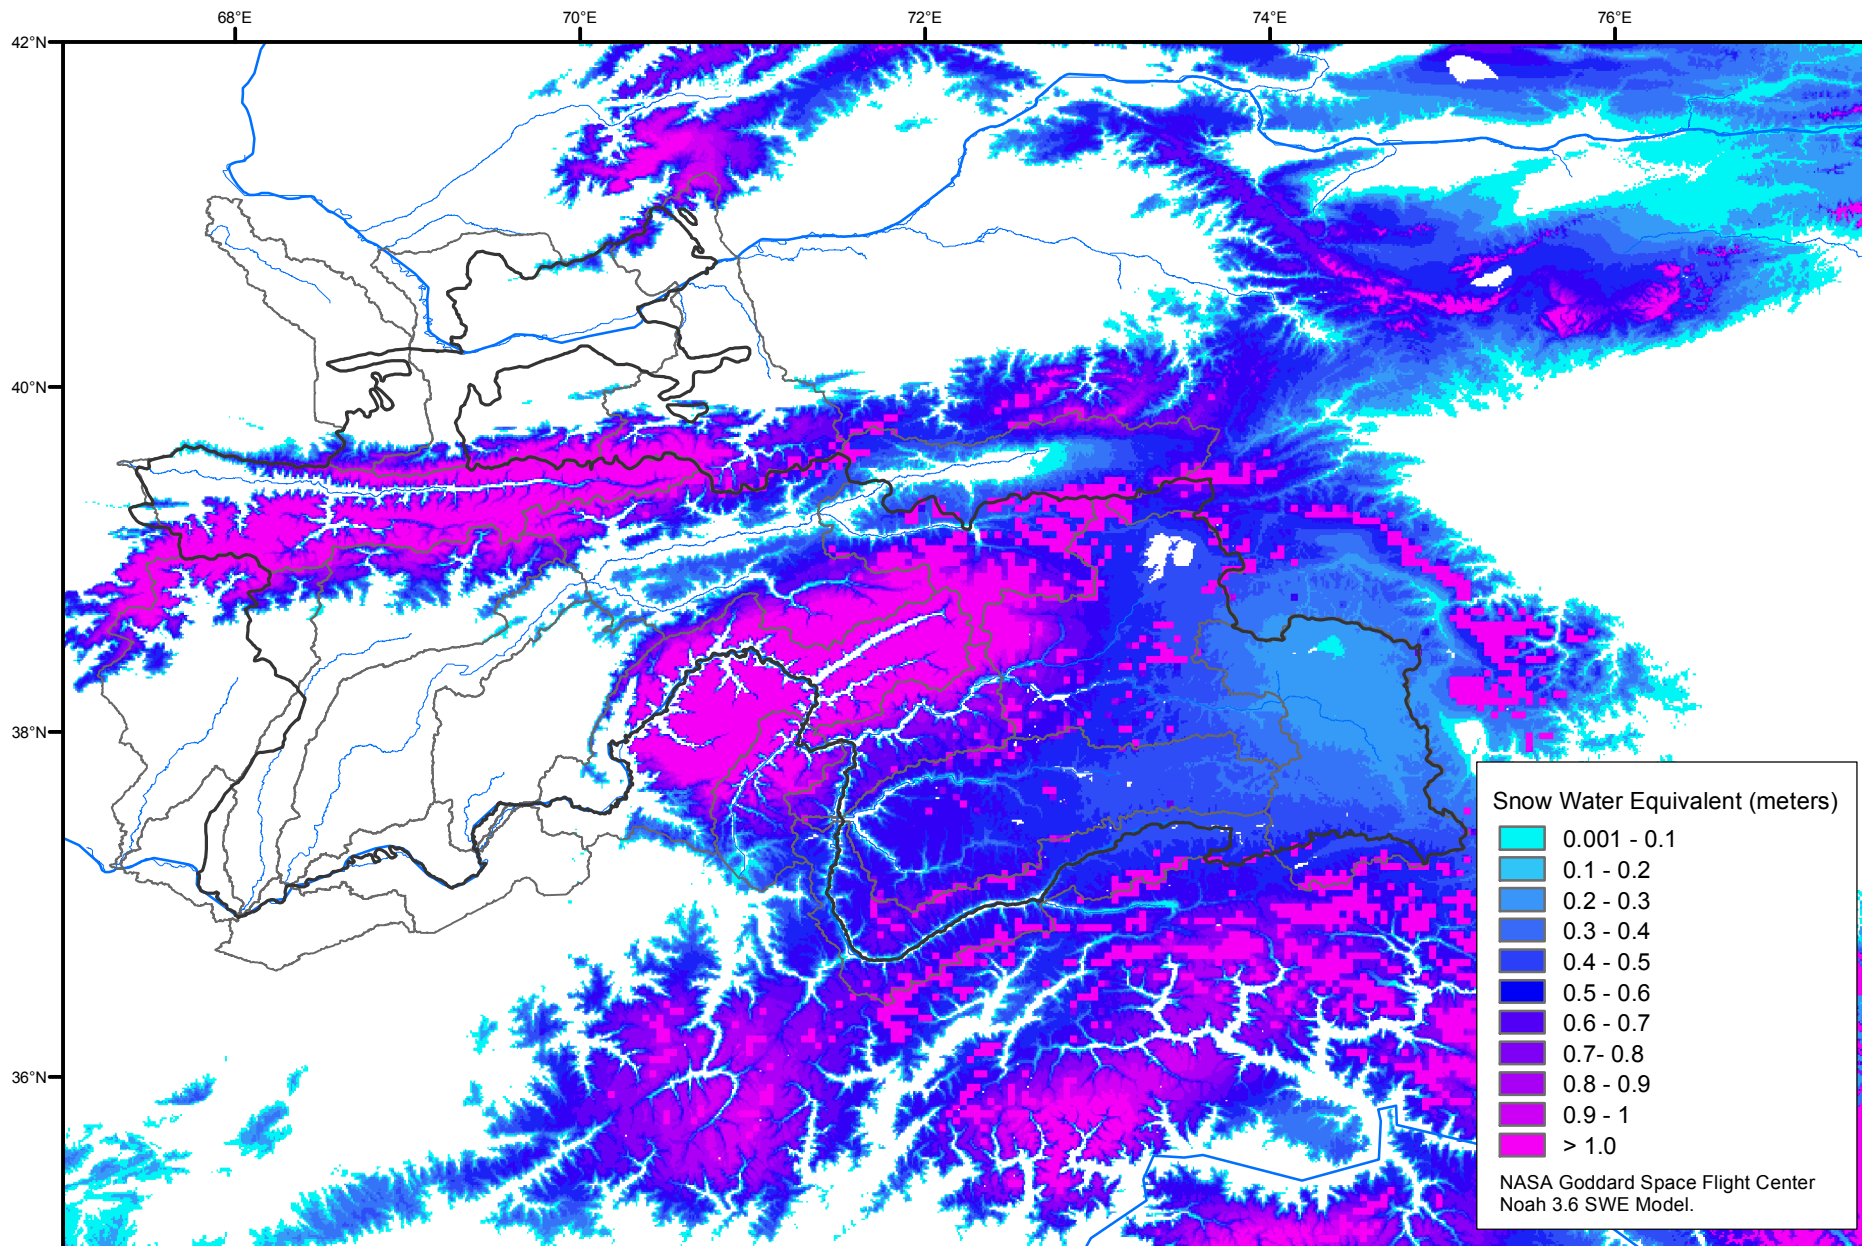 68°E 70°E 72°E 74°E 76°E
42°N
40°N
38°N
36°N
Snow Water Equivalent (meters)
0.001 - 0.1
0.1 - 0.2
0.2 - 0.3
0.3 - 0.4
0.4 - 0.5
0.5 - 0.6
0.6 - 0.7
0.7- 0.8
0.8 - 0.9
0.9 - 1
> 1.0
NASA Goddard Space Flight Center
Noah 3.6 SWE Model.